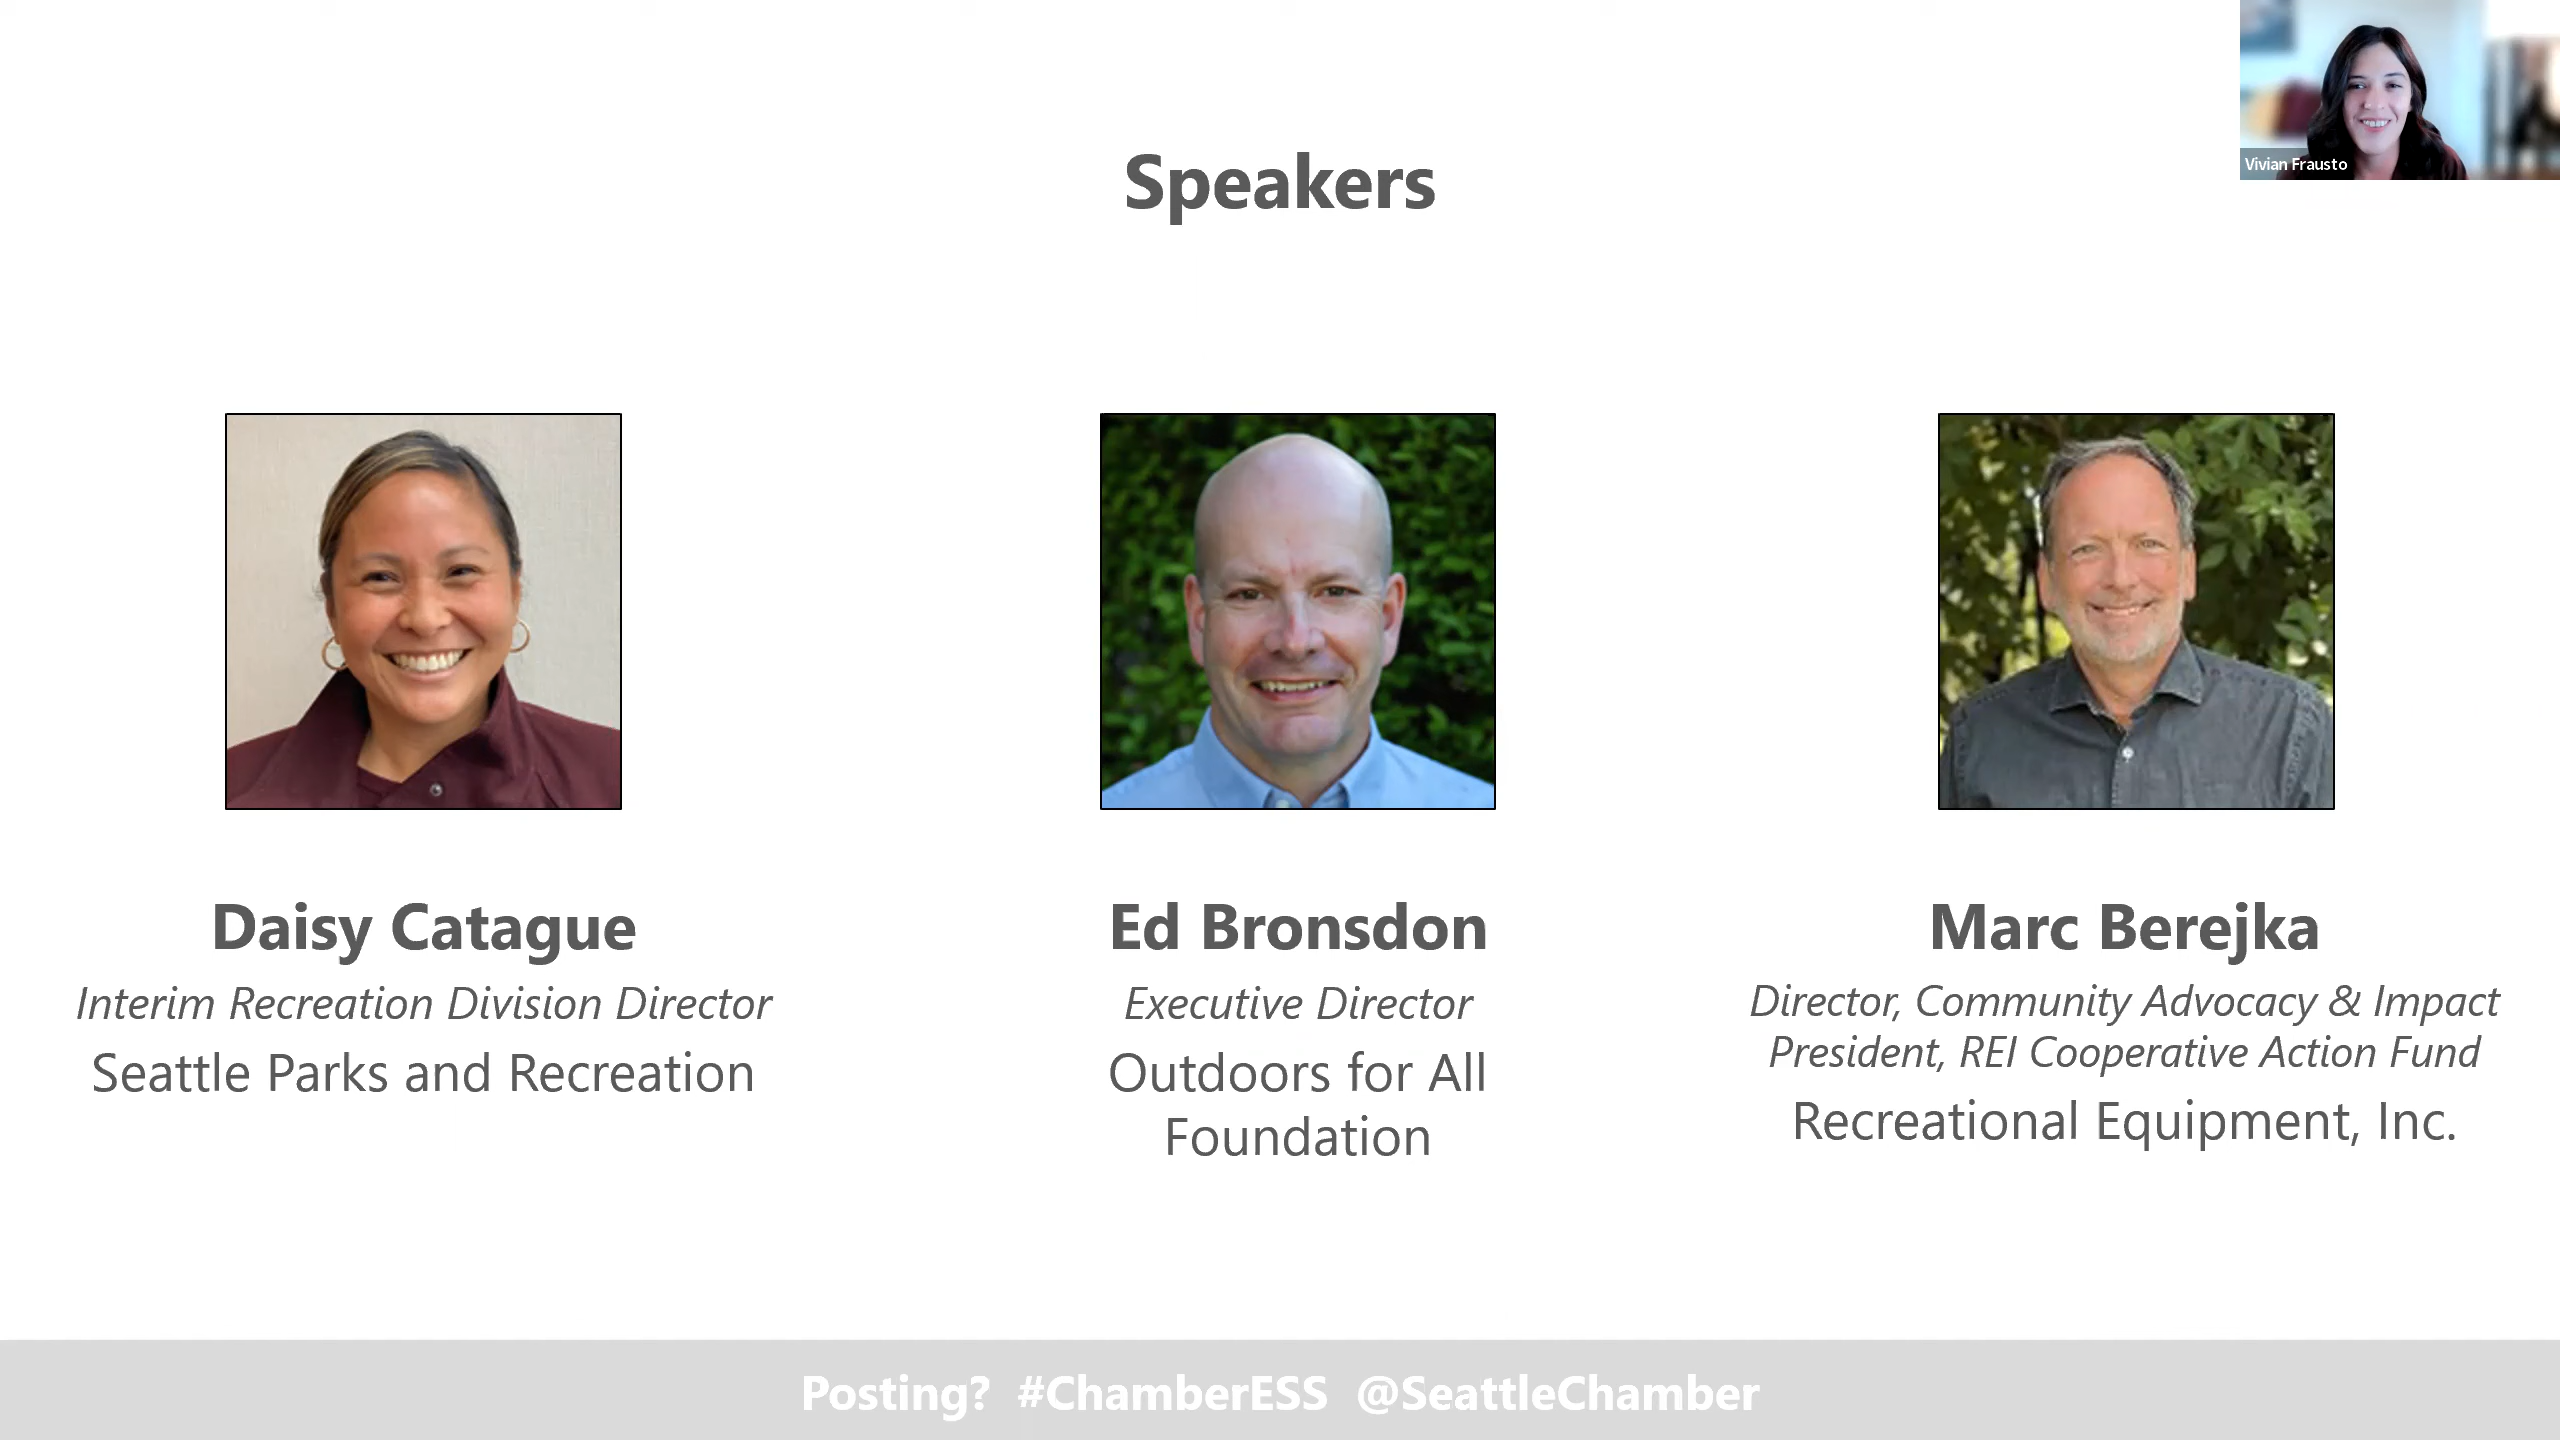 Vivian Frausto
Speakers
Daisy Catague
Interim Recreation Division Director
Seattle Parks and Recreation
Ed Bronsdon
Executive Director
Outdoors for All
Foundation
Marc Berejka
Director, Community Advocacy & Impact
President, REI Cooperative Action Fund
Recreational Equipment, Inc.
Posting? #ChamberESS @SeattleChamber